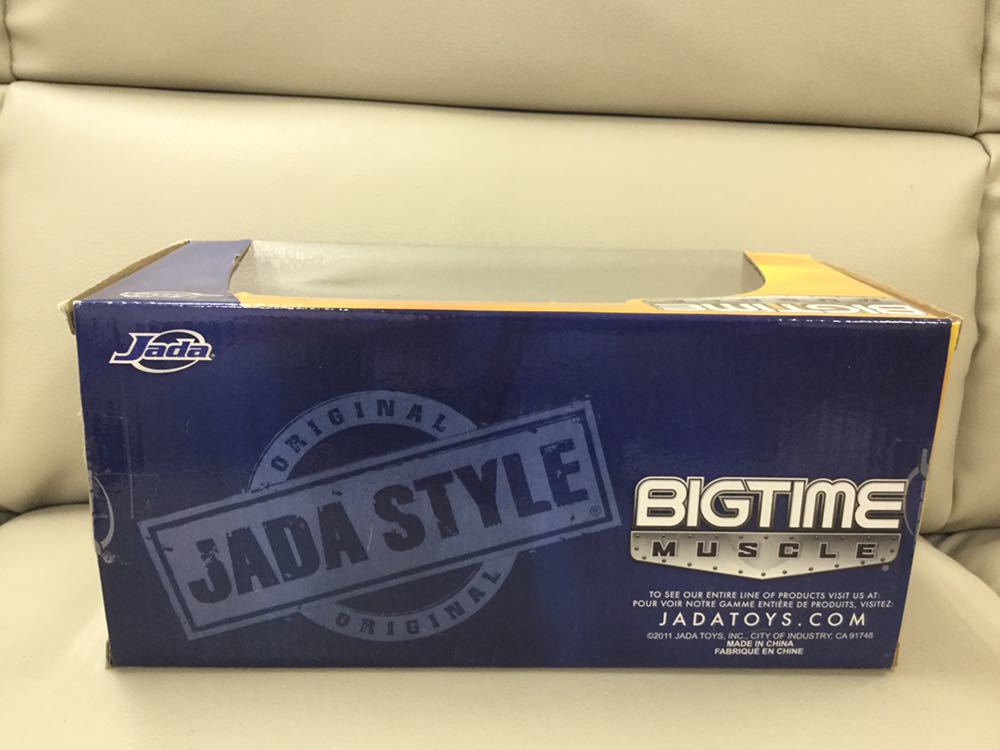 BIGTIME
Jada
ORIGINAL
JADA STYLE®
ORIGINAL
BIGTIME
MUSCLE®
TO SEE OUR ENTIRE LINE OF PRODUCTS VISIT US AT:
POUR VOIR NOTRE GAMME ENTIÈRE DE PRODUITS, VISITEZ:
JADATOYS.COM
©2011 JADA TOYS, INC., CITY OF INDUSTRY, CA 91748
MADE IN CHINA
FABRIQUÉ EN CHINE